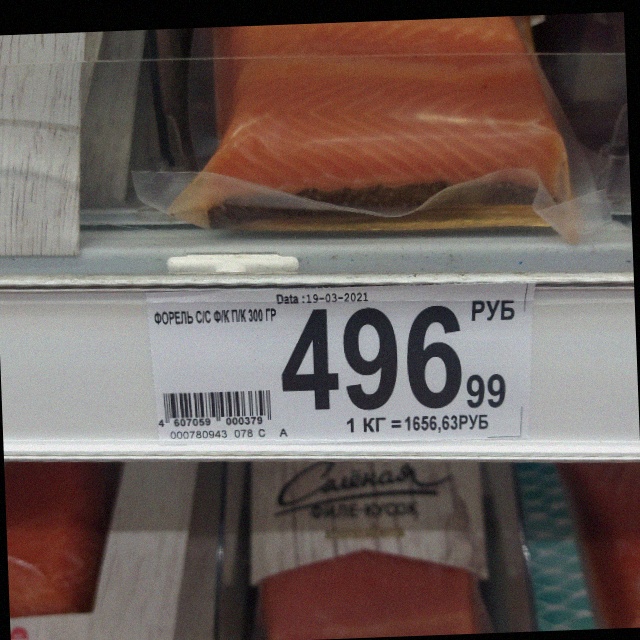 Data :19-03-2021
ФОРЕЛЬ С/С Ф/К П/К 300 ГР
496 99 РУБ
4 607059 000379
1 КГ =1656,63РУБ
000780943 078 С А
Солёная
ФИЛЕ-КУСОК